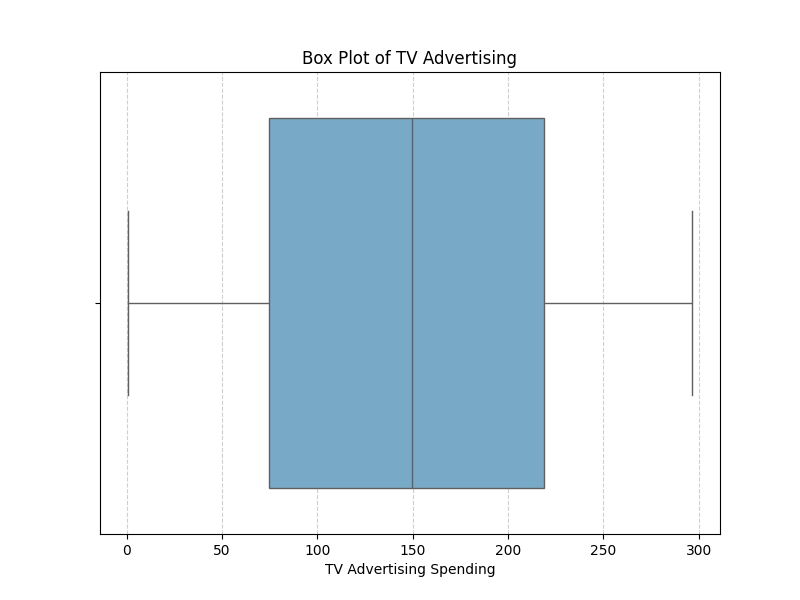 Box Plot of TV Advertising
0 50 100 150 200 250 300
TV Advertising Spending